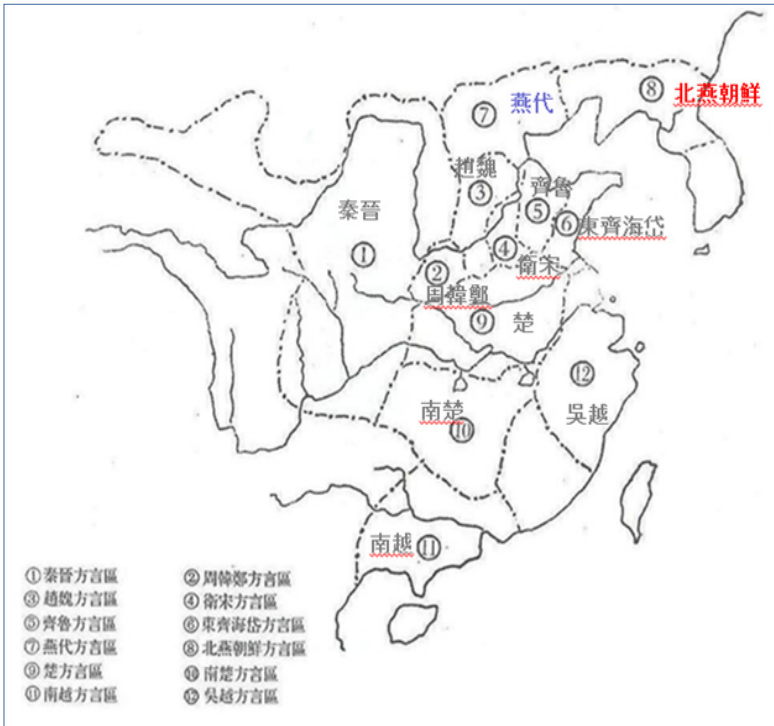 ⑧
北燕朝鮮
燕代
⑦
趙魏
③
齊魯
⑤
⑥
東齊海岱
秦晉
①
④
衛宋
②
周韓鄭
⑨
楚
⑫
吳越
南楚
⑩
南越
⑪
①秦晉方言區
②周韓鄭方言區
③趙魏方言區
④衛宋方言區
⑤齊魯方言區
⑥東齊海岱方言區
⑦燕代方言區
⑧北燕朝鮮方言區
⑨楚方言區
⑩南楚方言區
⑪南越方言區
⑫吳越方言區